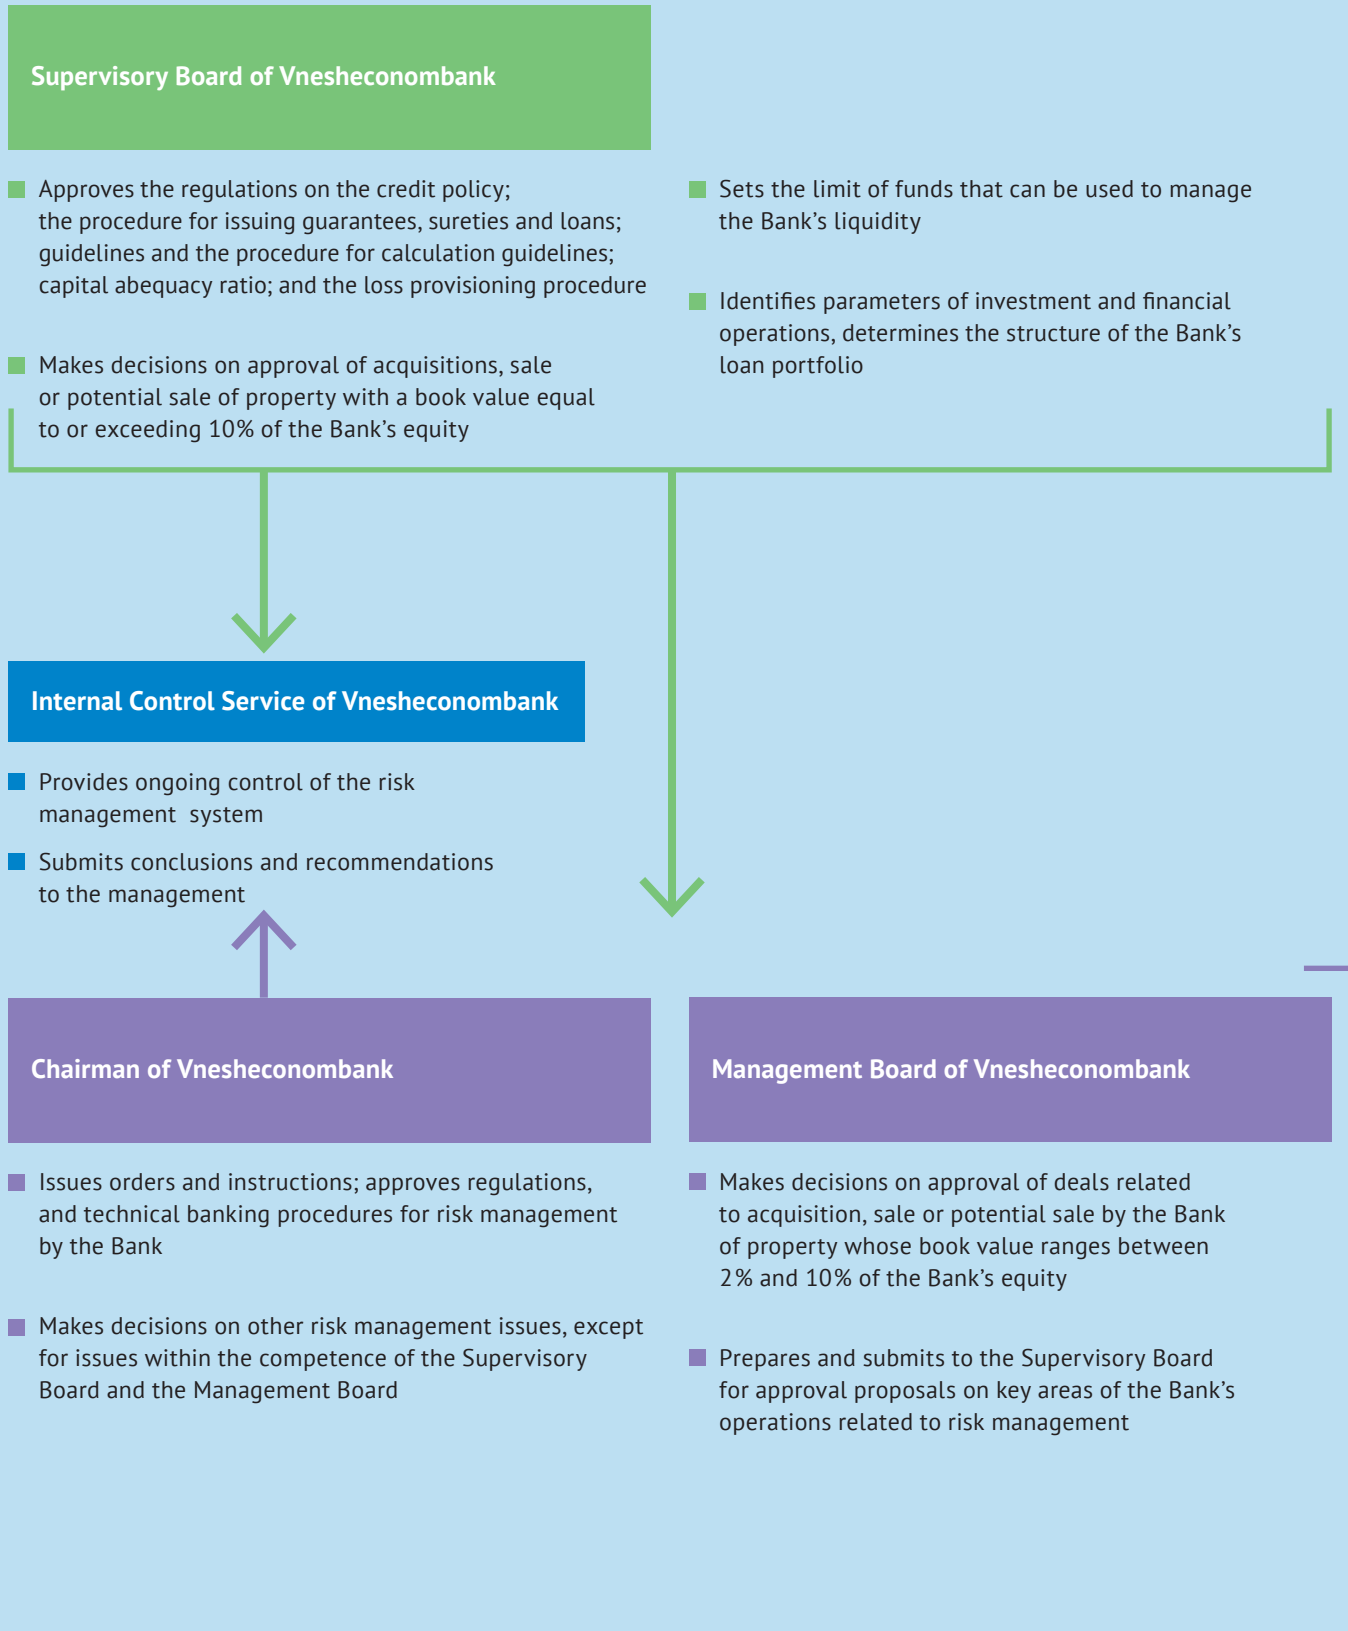 Supervisory Board of Vnesheconombank
Approves the regulations on the credit policy;
the procedure for issuing guarantees, sureties and loans;
guidelines and the procedure for calculation guidelines;
capital abequacy ratio; and the loss provisioning procedure
Makes decisions on approval of acquisitions, sale
or potential sale of property with a book value equal
to or exceeding 10% of the Bank’s equity
Sets the limit of funds that can be used to manage
the Bank’s liquidity
Identifies parameters of investment and financial
operations, determines the structure of the Bank’s
loan portfolio
Internal Control Service of Vnesheconombank
Provides ongoing control of the risk
management system
Submits conclusions and recommendations
to the management
Chairman of Vnesheconombank
Issues orders and instructions; approves regulations,
and technical banking procedures for risk management
by the Bank
Makes decisions on other risk management issues, except
for issues within the competence of the Supervisory
Board and the Management Board
Management Board of Vnesheconombank
Makes decisions on approval of deals related
to acquisition, sale or potential sale by the Bank
of property whose book value ranges between
2% and 10% of the Bank’s equity
Prepares and submits to the Supervisory Board
for approval proposals on key areas of the Bank’s
operations related to risk management